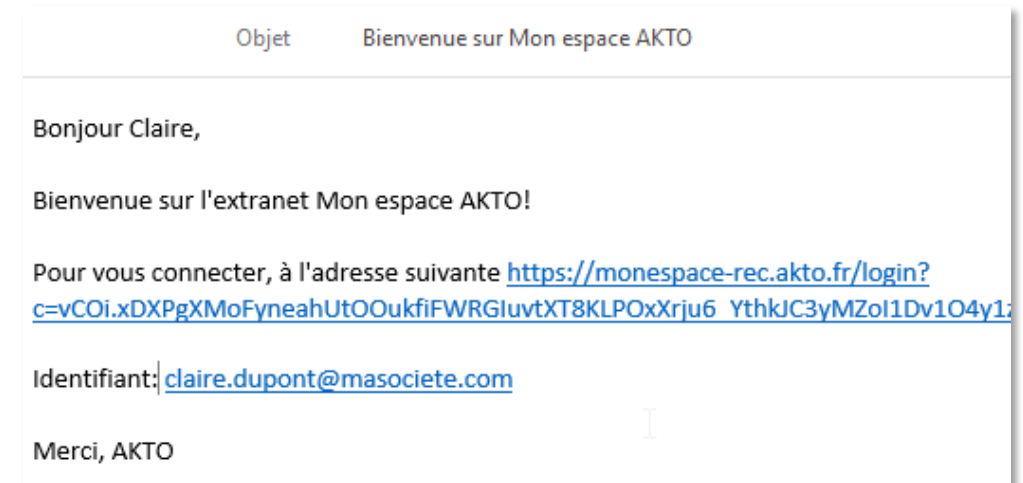 Objet Bienvenue sur Mon espace AKTO
Bonjour Claire,
Bienvenue sur l'extranet Mon espace AKTO!
Pour vous connecter, à l'adresse suivante https://monespace-rec.akto.fr/login?
c=vCOi.xDXPgXMoFyneahUtOOukfiFWRGIuvtXT8KLPOxXrju6_YthkJC3yMZoI1Dv1O4y1
Identifiant: claire.dupont@masociete.com
Merci, AKTO